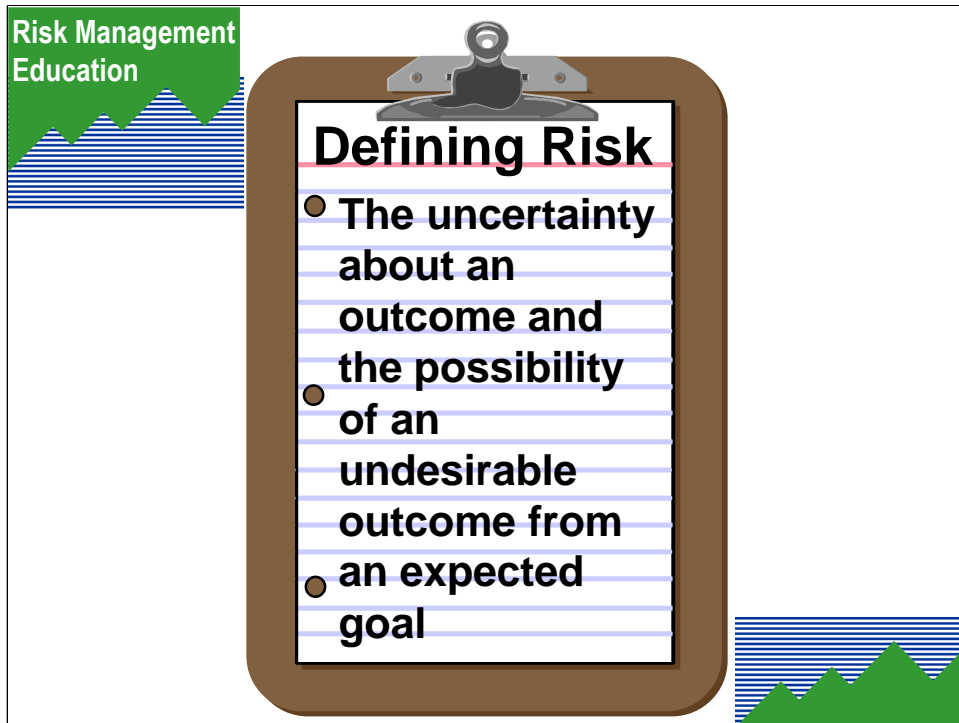 Risk Management
Education
Defining Risk
The uncertainty
about an
outcome and
the possibility
of an
undesirable
outcome from
an expected
goal